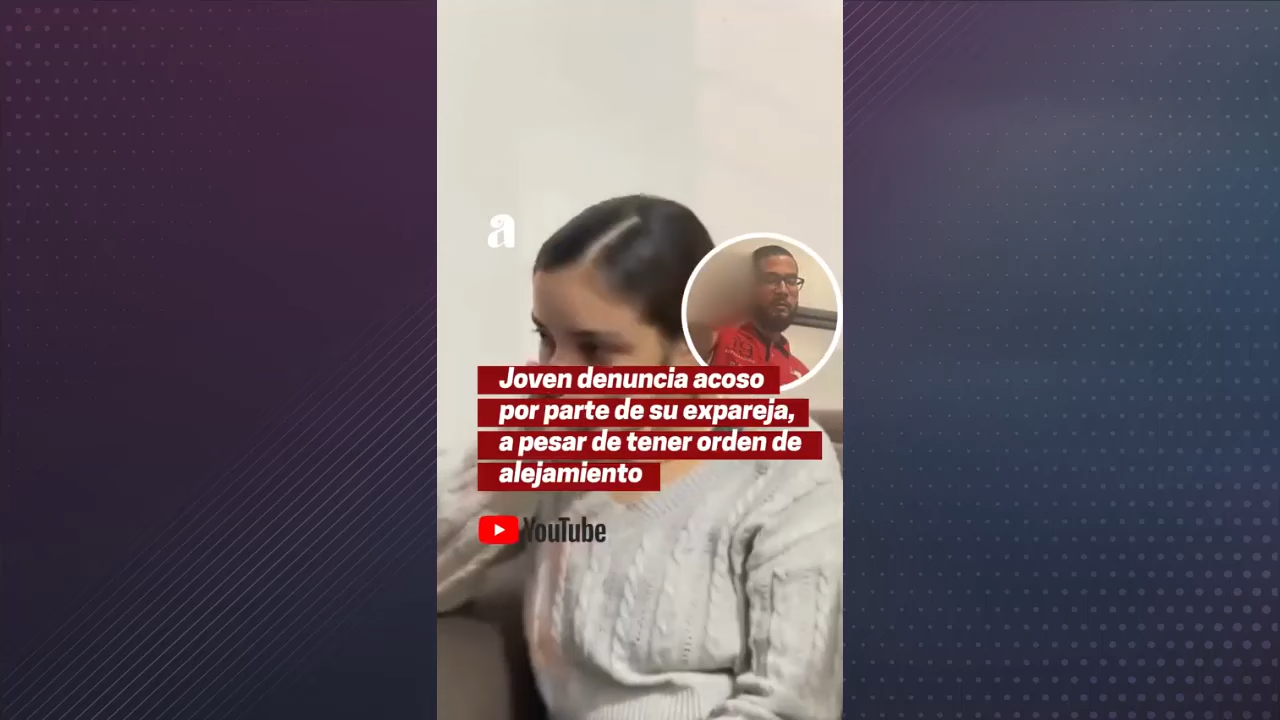 a
Joven denuncia acoso
por parte de su expareja,
a pesar de tener orden de
alejamiento
YouTube